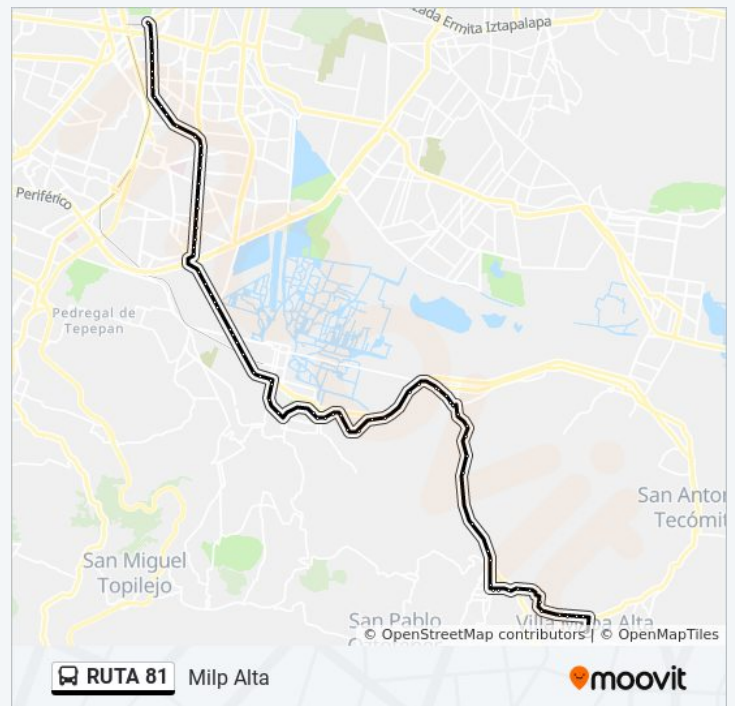 zada Ermita Iztapalapa
Periférico
Pedregal de
Tepepan
San Anton
Tecómit
San Miguel
Topilejo
San Pablo
Villa Milpa Alta
© OpenStreetMap contributors | © OpenMapTiles
RUTA 81
Milp Alta
moovit